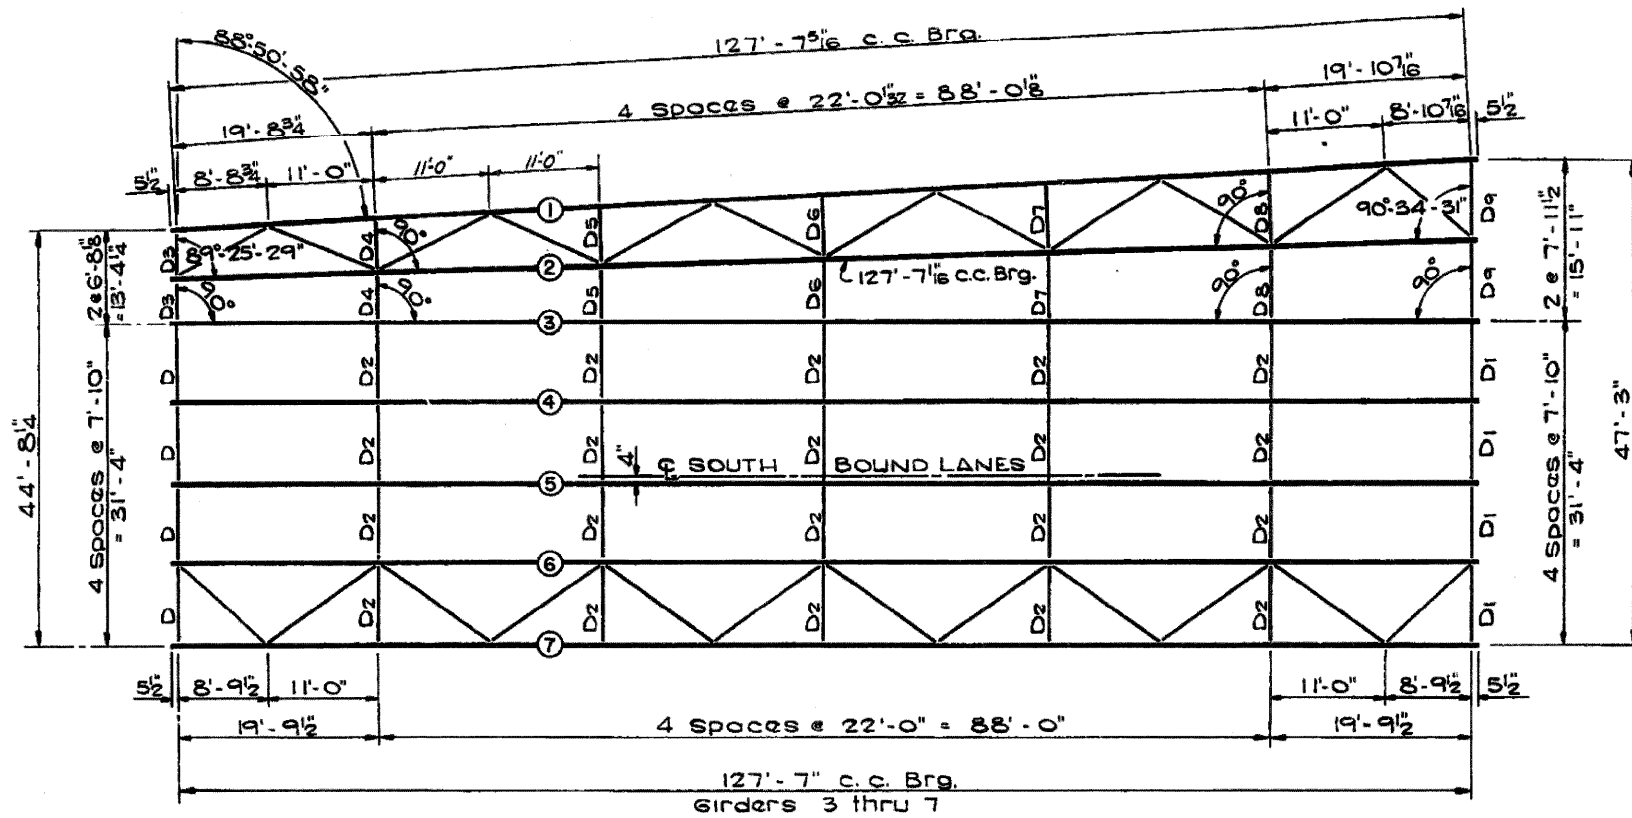 88°-50'-58"
127'-7 5/16" c. c. Brg.
19'-10 7/16"
4 Spaces @ 22'-0 1/32" = 88'-0 1/8"
19'-8 3/4"
11'-0" 8'-10 7/16" 5 1/2"
5 1/2" 8'-8 3/4" 11'-0" 11'-0" 11'-0"
1
D3 D4 D5 D6 D7 D8 D9
89°-25'-29" 90° 90° 90°-34'-31"
2
127'-7 1/16" c.c. Brg.
D3 D4 D5 D6 D7 D8 D9
90° 90° 90° 90°
3
2 @ 6'-8 1/8"
= 13'-4 1/4"
2 @ 7'-11 1/2"
= 15'-1"
D D2 D2 D2 D2 D2 D1
4
D D2 D2 D2 D2 D2 D1
4" ℄ SOUTH BOUND LANES
5
D D2 D2 D2 D2 D2 D1
6
D D2 D2 D2 D2 D2 D1
7
44'-8 1/4"
4 Spaces @ 7'-10"
= 31'-4"
4 Spaces @ 7'-10"
= 31'-4"
47'-3"
5 1/2" 8'-9 1/2" 11'-0" 11'-0" 8'-9 1/2" 5 1/2"
19'-9 1/2" 4 Spaces @ 22'-0" = 88'-0" 19'-9 1/2"
127'-7" c. c. Brg.
Girders 3 thru 7